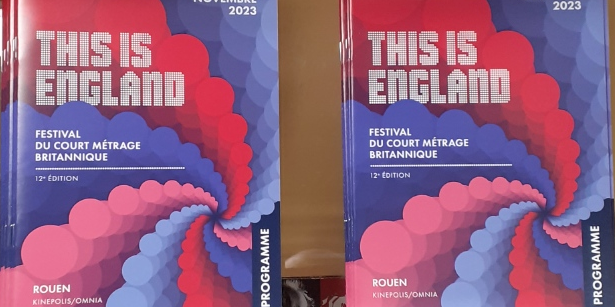 NOVEMBRE
2023
THIS IS
ENGLAND
FESTIVAL
DU COURT MÉTRAGE
BRITANNIQUE
12e ÉDITION
ROUEN
KINEPOLIS/OMNIA
PROGRAMME
2023
THIS IS
ENGLAND
FESTIVAL
DU COURT MÉTRAGE
BRITANNIQUE
12e ÉDITION
ROUEN
KINEPOLIS/OMNIA
PROGRAMME